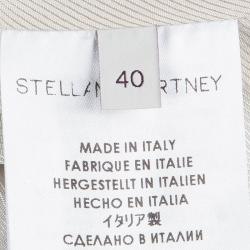 40
STELLA McCARTNEY
MADE IN ITALY
FABRIQUE EN ITALIE
HERGESTELLT IN ITALIEN
HECHO EN ITALIA
イタリア製
СДЕЛАНО В ИТАЛИИ